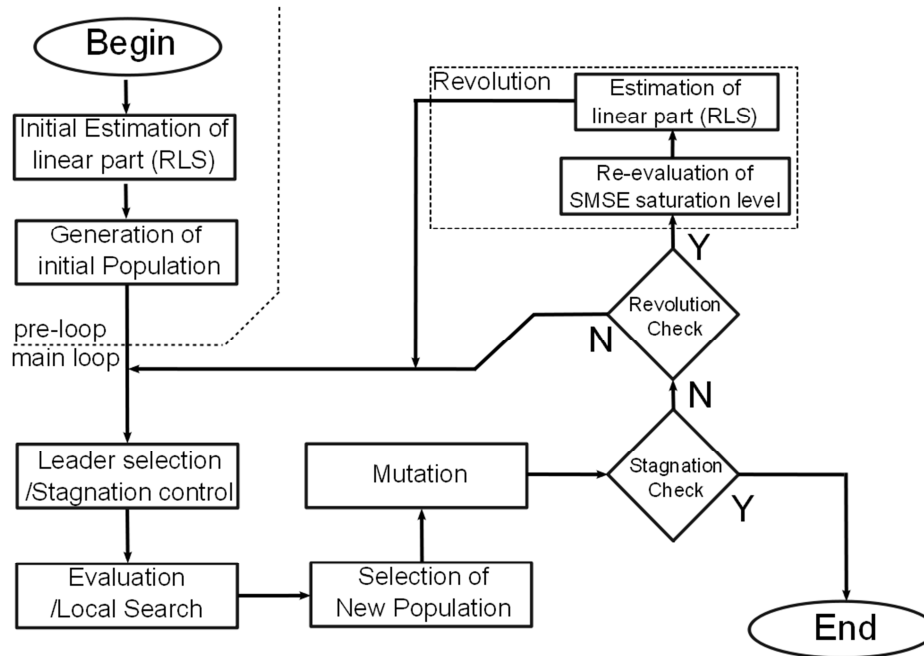 Begin
Initial Estimation of
linear part (RLS)
Generation of
initial Population
pre-loop
main loop
Leader selection
/Stagnation control
Evaluation
/Local Search
Selection of
New Population
Mutation
Stagnation
Check
Y
N
Revolution
Check
N
Y
Revolution
Re-evaluation of
SMSE saturation level
Estimation of
linear part (RLS)
End